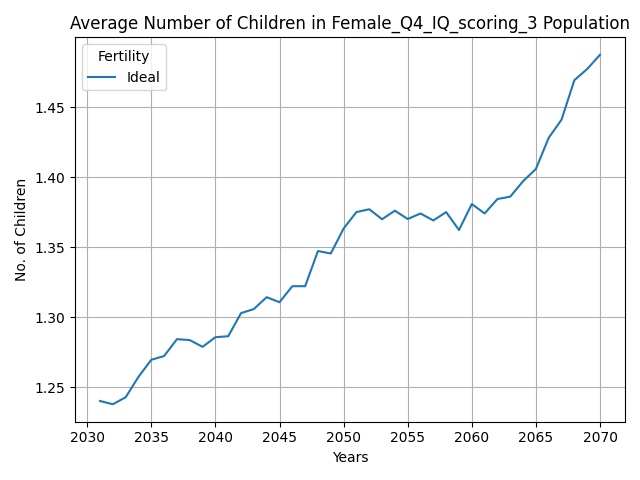 Average Number of Children in Female_Q4_IQ_scoring_3 Population
Fertility
Ideal
No. of Children
1.45
1.40
1.35
1.30
1.25
2030 2035 2040 2045 2050 2055 2060 2065 2070
Years